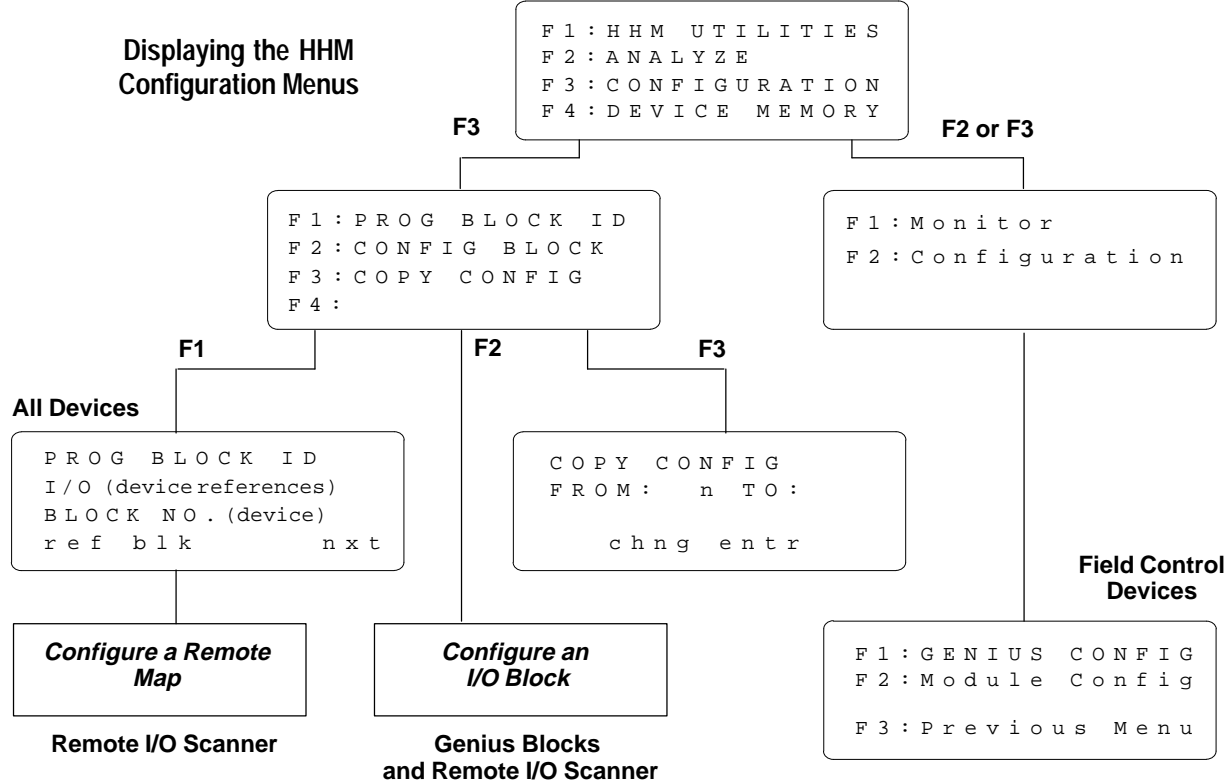 Displaying the HHM
Configuration Menus
F1:HHM UTILITIES
F2:ANALYZE
F3:CONFIGURATION
F4:DEVICE MEMORY
F3
F2 or F3
F1:PROG BLOCK ID
F2:CONFIG BLOCK
F3:COPY CONFIG
F4:
F1:Monitor
F2:Configuration
F1
F2
F3
All Devices
PROG BLOCK ID
I/O (device references)
BLOCK NO. (device)
ref blk nxt
COPY CONFIG
FROM: n TO:
chng entr
Field Control
Devices
Configure a Remote
Map
Configure an
I/O Block
F1:GENIUS CONFIG
F2:Module Config
F3:Previous Menu
Remote I/O Scanner
Genius Blocks
and Remote I/O Scanner